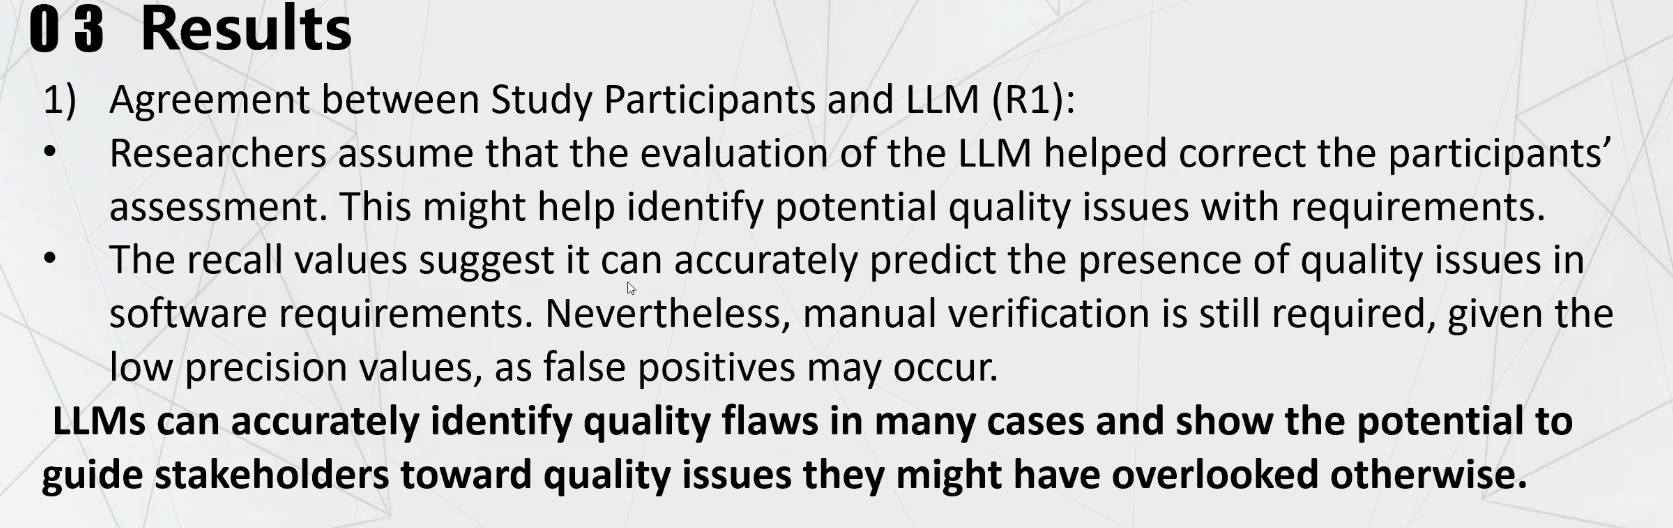 03 Results
1) Agreement between Study Participants and LLM (R1):
• Researchers assume that the evaluation of the LLM helped correct the participants’
assessment. This might help identify potential quality issues with requirements.
• The recall values suggest it can accurately predict the presence of quality issues in
software requirements. Nevertheless, manual verification is still required, given the
low precision values, as false positives may occur.
LLMs can accurately identify quality flaws in many cases and show the potential to
guide stakeholders toward quality issues they might have overlooked otherwise.